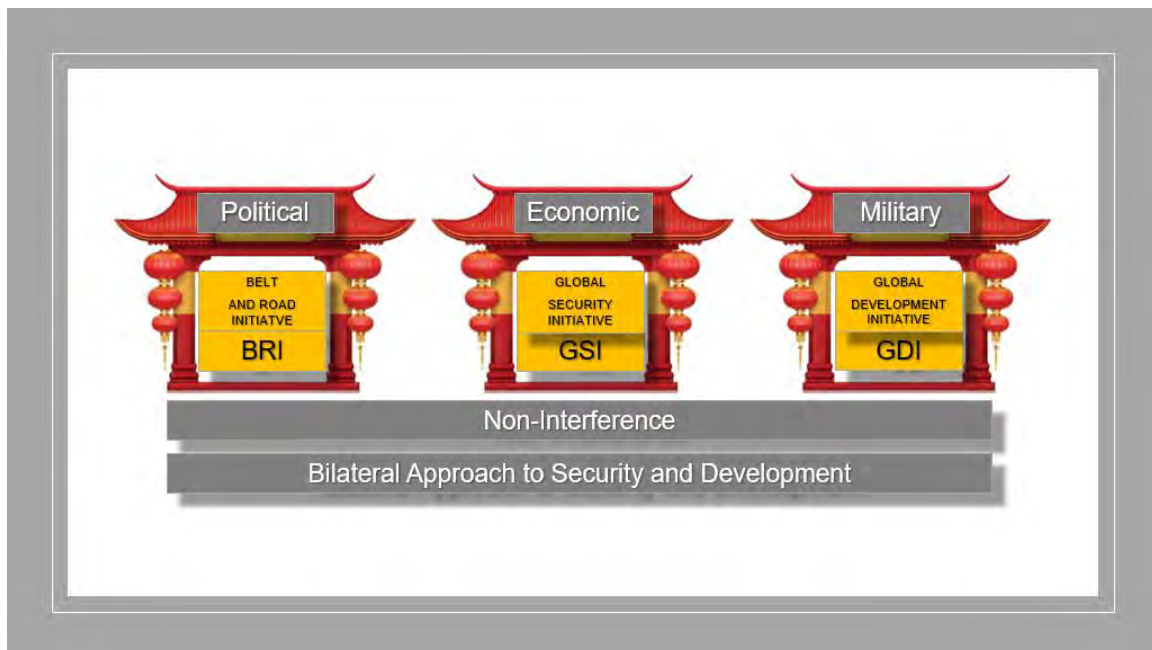 Political
BELT
AND ROAD
INITIATVE
BRI
Economic
GLOBAL
SECURITY
INITIATIVE
GSI
Military
GLOBAL
DEVELOPMENT
INITIATIVE
GDI
Non-Interference
Bilateral Approach to Security and Development